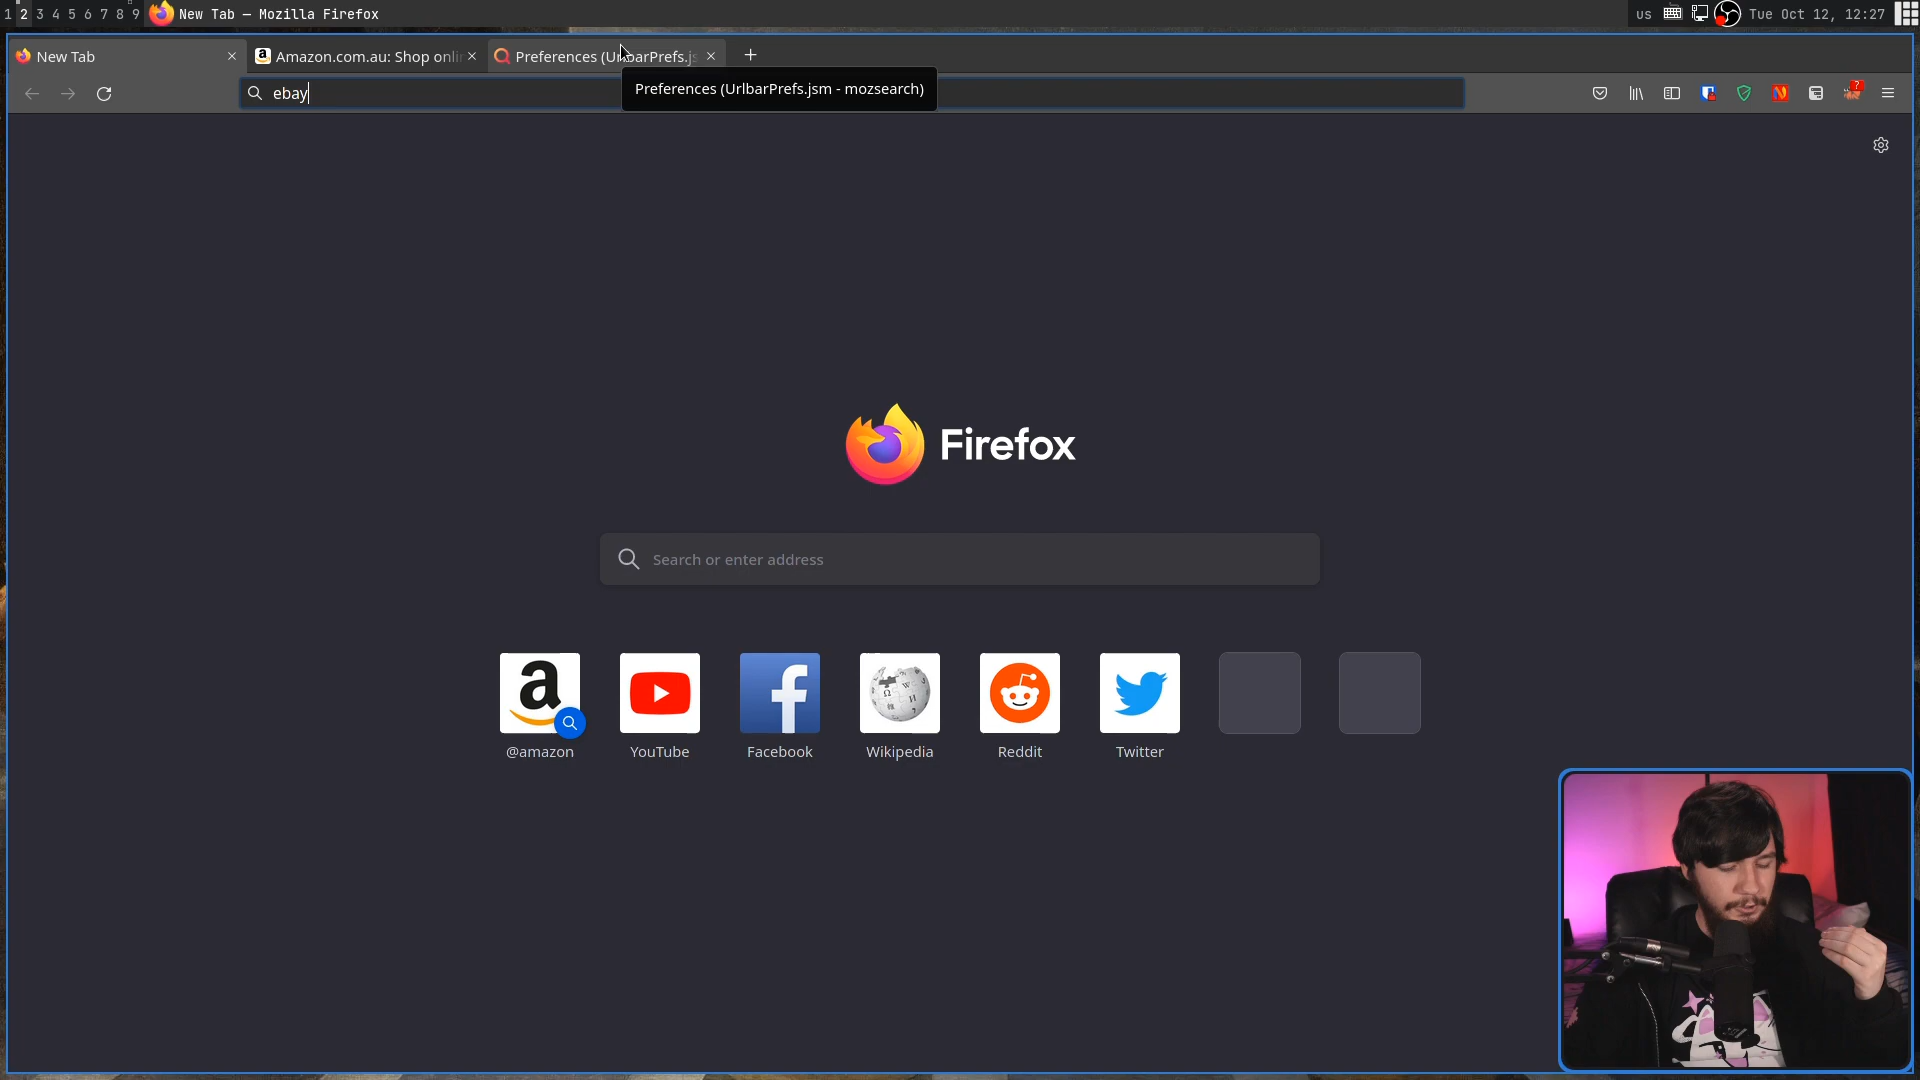 1 2 3 4 5 6 7 8 9 New Tab — Mozilla Firefox us Tue Oct 12, 12:27
New Tab Amazon.com.au: Shop onli Preferences (UrlbarPrefs.js
ebay
Preferences (UrlbarPrefs.jsm - mozsearch)
?
Firefox
Search or enter address
@amazon YouTube Facebook Wikipedia Reddit Twitter